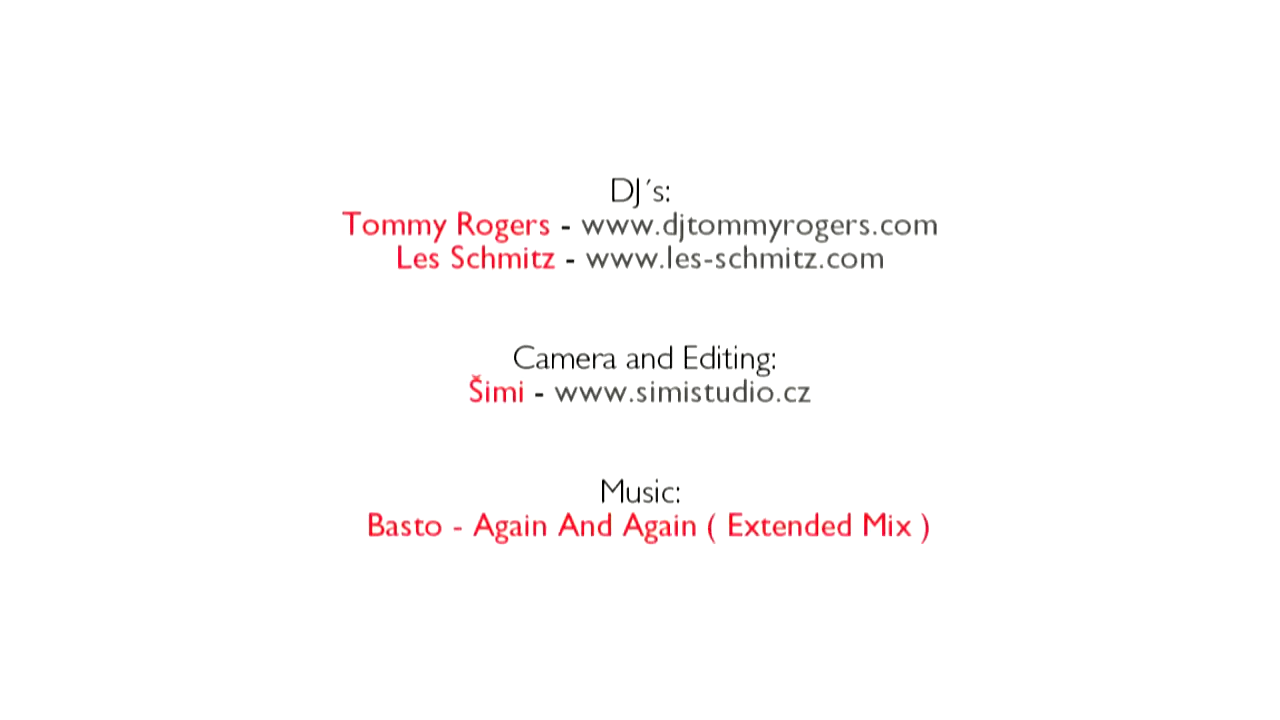 DJ´s:
Tommy Rogers - www.djtommyrogers.com
Les Schmitz - www.les-schmitz.com
Camera and Editing:
Šimi - www.simistudio.cz
Music:
Basto - Again And Again ( Extended Mix )